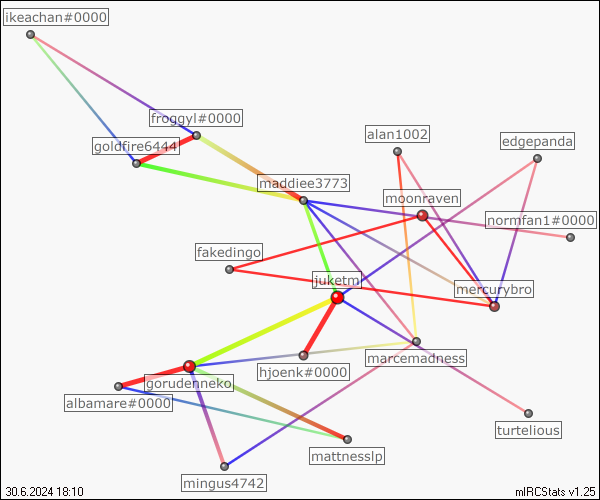 ikeachan#0000
froggyl#0000
goldfire6444
alan1002
edgepanda
maddiee3773
moonraven
normfan1#0000
fakedingo
juketm
mercurybro
marcemadness
hjoenk#0000
gorudenneko
albamare#0000
turtelious
mattnesslp
mingus4742
30.6.2024 18:10
mIRCStats v1.25